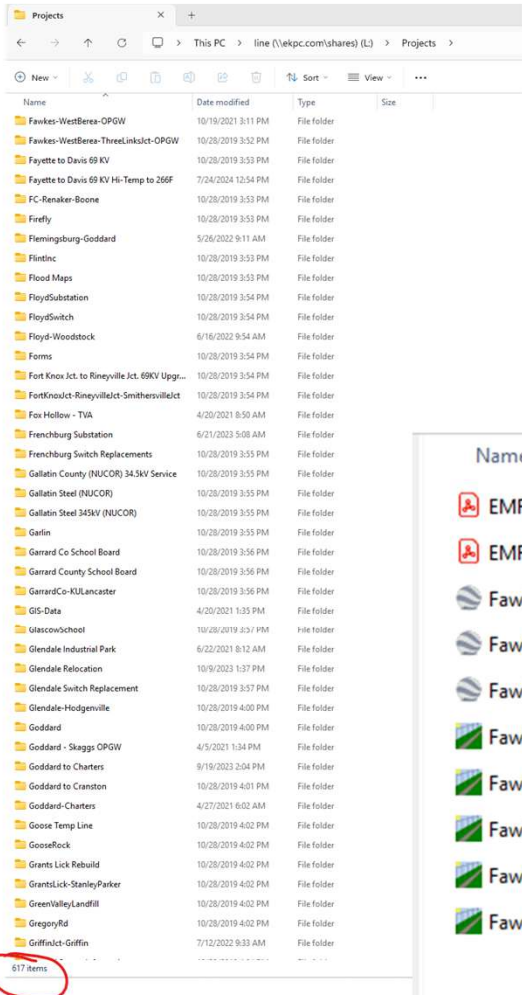 Projects
This PC > line (\\ekpc.com\shares) (L:) > Projects >
New Sort View ...
Name Date modified Type Size
Fawkes-WestBerea-OPGW 10/19/2021 3:11 PM File folder
Fawkes-WestBerea-ThreeLinksJct-OPGW 10/28/2019 3:52 PM File folder
Fayette to Davis 69 KV 10/28/2019 3:53 PM File folder
Fayette to Davis 69 KV Hi-Temp to 266F 7/24/2024 12:54 PM File folder
FC-Renaker-Boone 10/28/2019 3:53 PM File folder
Firefly 10/28/2019 3:53 PM File folder
Flemingsburg-Goddard 5/26/2022 9:11 AM File folder
FlintInc 10/28/2019 3:53 PM File folder
Flood Maps 10/28/2019 3:53 PM File folder
FloydSubstation 10/28/2019 3:54 PM File folder
FloydSwitch 10/28/2019 3:54 PM File folder
Floyd-Woodstock 6/16/2022 9:54 AM File folder
Forms 10/28/2019 3:54 PM File folder
Fort Knox Jct. to Rineyville Jct. 69KV Upgr... 10/28/2019 3:54 PM File folder
FortKnoxJct-RineyvilleJct-SmithersvilleJct 10/28/2019 3:54 PM File folder
Fox Hollow - TVA 4/20/2021 8:50 AM File folder
Frenchburg Substation 6/21/2023 5:08 AM File folder
Frenchburg Switch Replacements 10/28/2019 3:55 PM File folder
Gallatin County (NUCOR) 34.5kV Service 10/28/2019 3:55 PM File folder
Gallatin Steel (NUCOR) 10/28/2019 3:55 PM File folder
Gallatin Steel 345kV (NUCOR) 10/28/2019 3:55 PM File folder
Garlin 10/28/2019 3:55 PM File folder
Garrard Co School Board 10/28/2019 3:56 PM File folder
Garrard County School Board 10/28/2019 3:56 PM File folder
GarrardCo-KULancaster 10/28/2019 3:56 PM File folder
GIS-Data 4/20/2021 1:35 PM File folder
GlascowSchool 10/28/2019 3:57 PM File folder
Glendale Industrial Park 6/22/2021 8:12 AM File folder
Glendale Relocation 10/9/2023 1:37 PM File folder
Glendale Switch Replacement 10/28/2019 3:57 PM File folder
Glendale-Hodgenville 10/28/2019 4:00 PM File folder
Goddard 10/28/2019 4:00 PM File folder
Goddard - Skaggs OPGW 4/5/2021 1:34 PM File folder
Goddard to Charters 9/19/2023 2:04 PM File folder
Goddard to Cranston 10/28/2019 4:01 PM File folder
Goddard-Charters 4/27/2021 6:02 AM File folder
Goose Temp Line 10/28/2019 4:02 PM File folder
GooseRock 10/28/2019 4:02 PM File folder
Grants Lick Rebuild 10/28/2019 4:02 PM File folder
GrantsLick-StanleyParker 10/28/2019 4:02 PM File folder
GreenValleyLandfill 10/28/2019 4:02 PM File folder
GregoryRd 10/28/2019 4:02 PM File folder
GriffinJct-Griffin 7/12/2022 9:33 AM File folder
617 items
Name
Faw
Faw
Faw
Faw
Faw
Faw
Faw
Faw